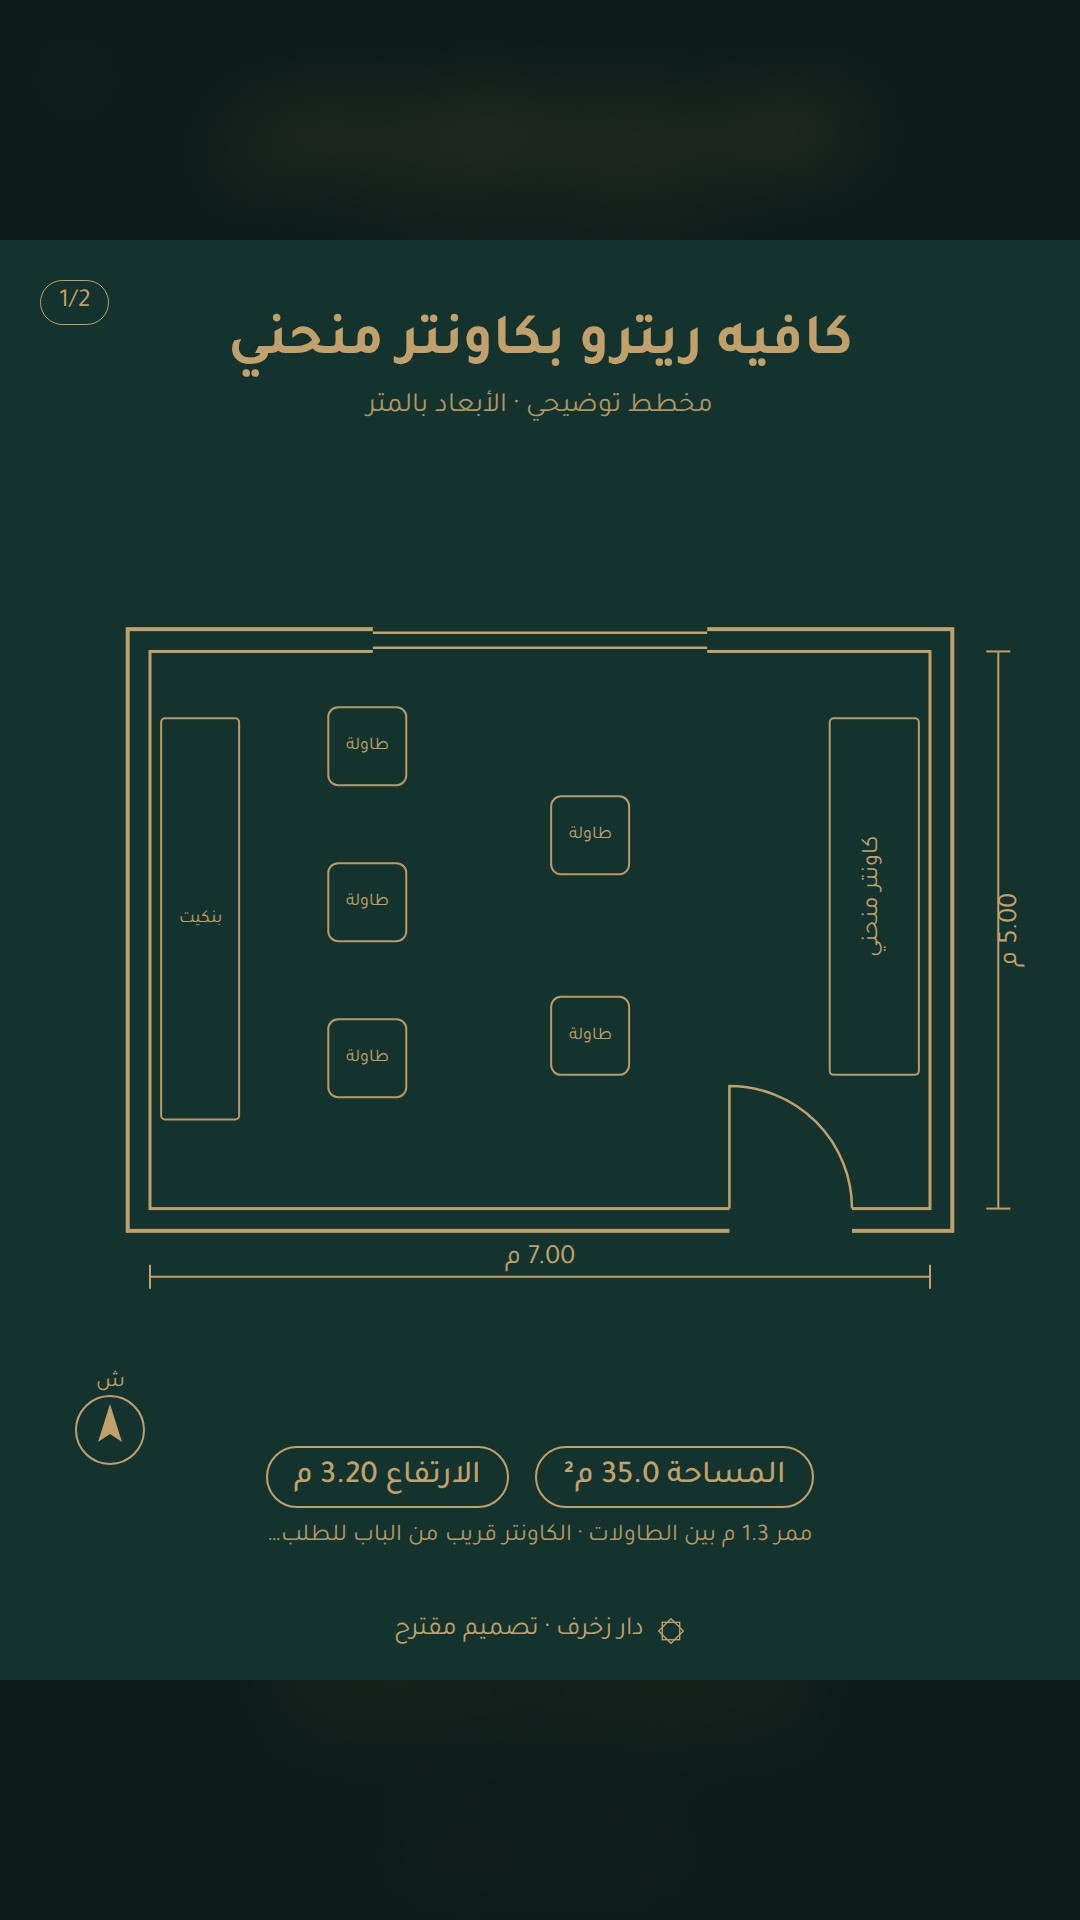 1/2
كافيه ريترو بكاونتر منحني
مخطط توضيحي · الأبعاد بالمتر
طاولة
طاولة
كاونتر منحني
طاولة
بنكيت
5.00 م
طاولة
طاولة
7.00 م
ش
المساحة 35.0 م²
الارتفاع 3.20 م
ممر 1.3 م بين الطاولات · الكاونتر قريب من الباب للطلب…
دار زخرف · تصميم مقترح